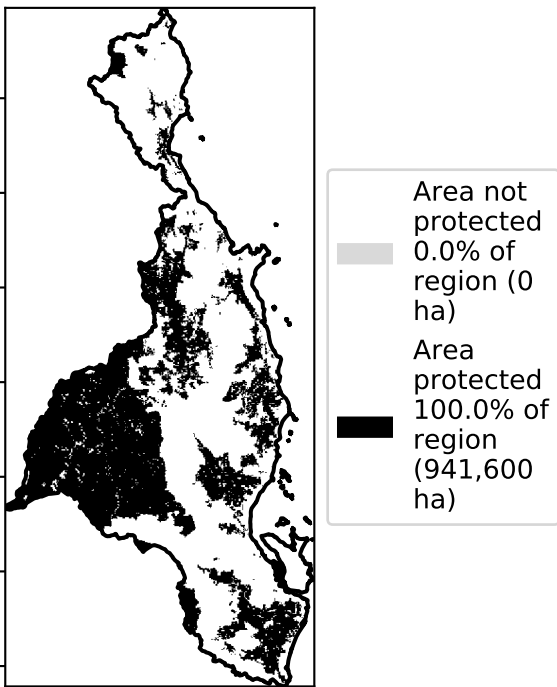 Area not
protected
0.0% of
region (0
ha)
Area
protected
100.0% of
region
(941,600
ha)